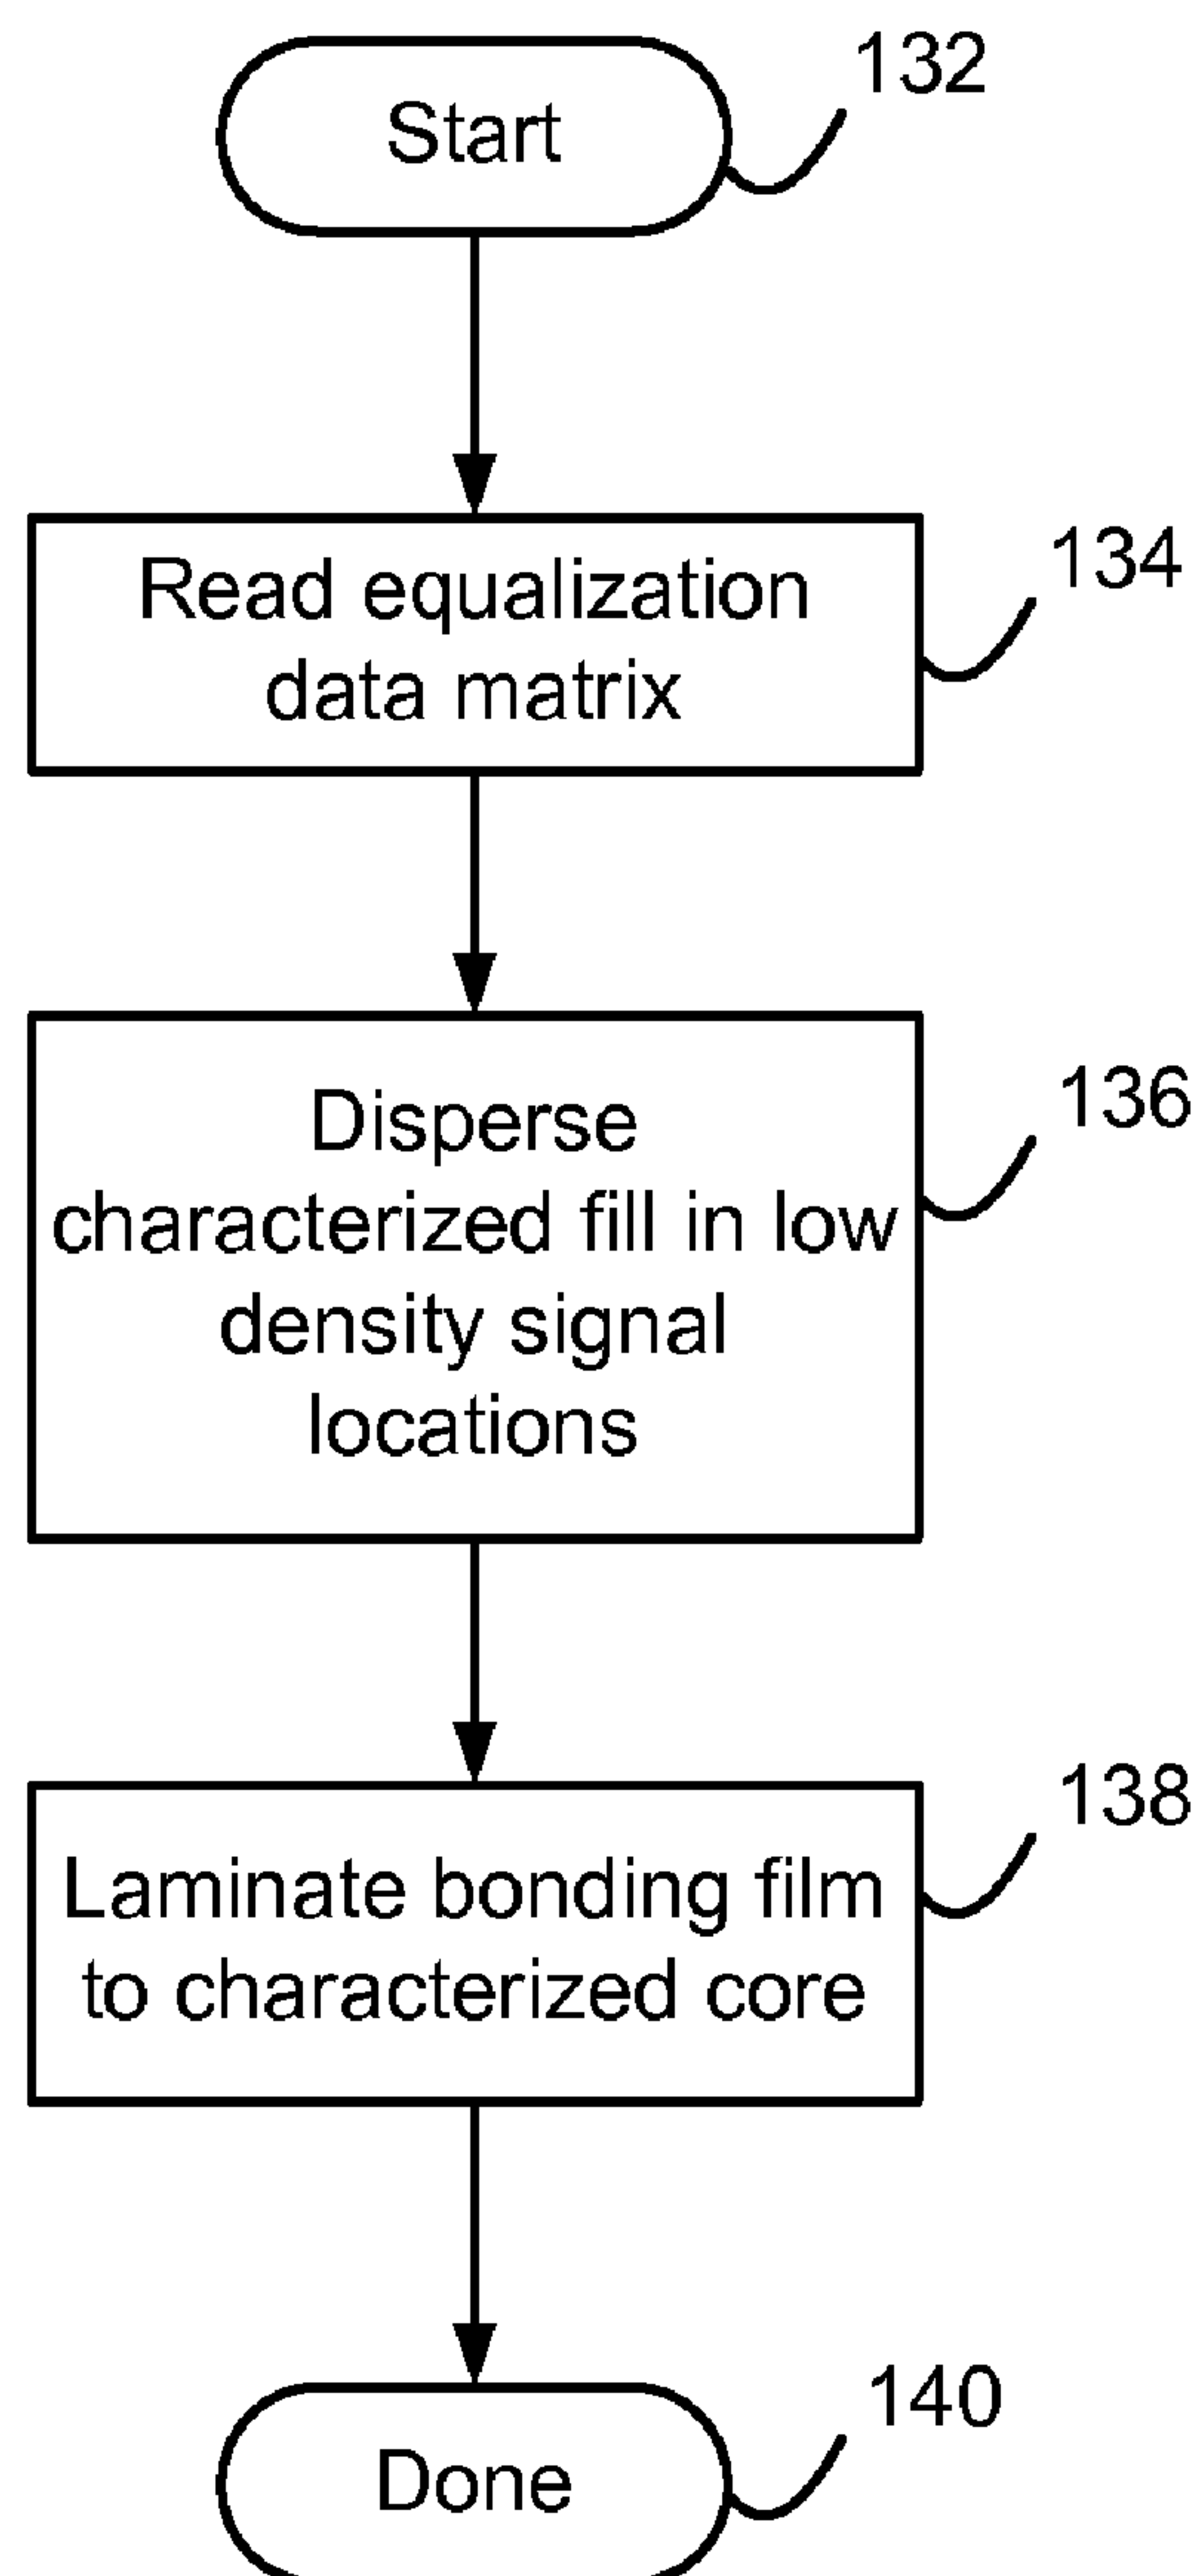 Start
132
Read equalization
data matrix
134
Disperse
characterized fill in low
density signal
locations
136
Laminate bonding film
to characterized core
138
Done
140